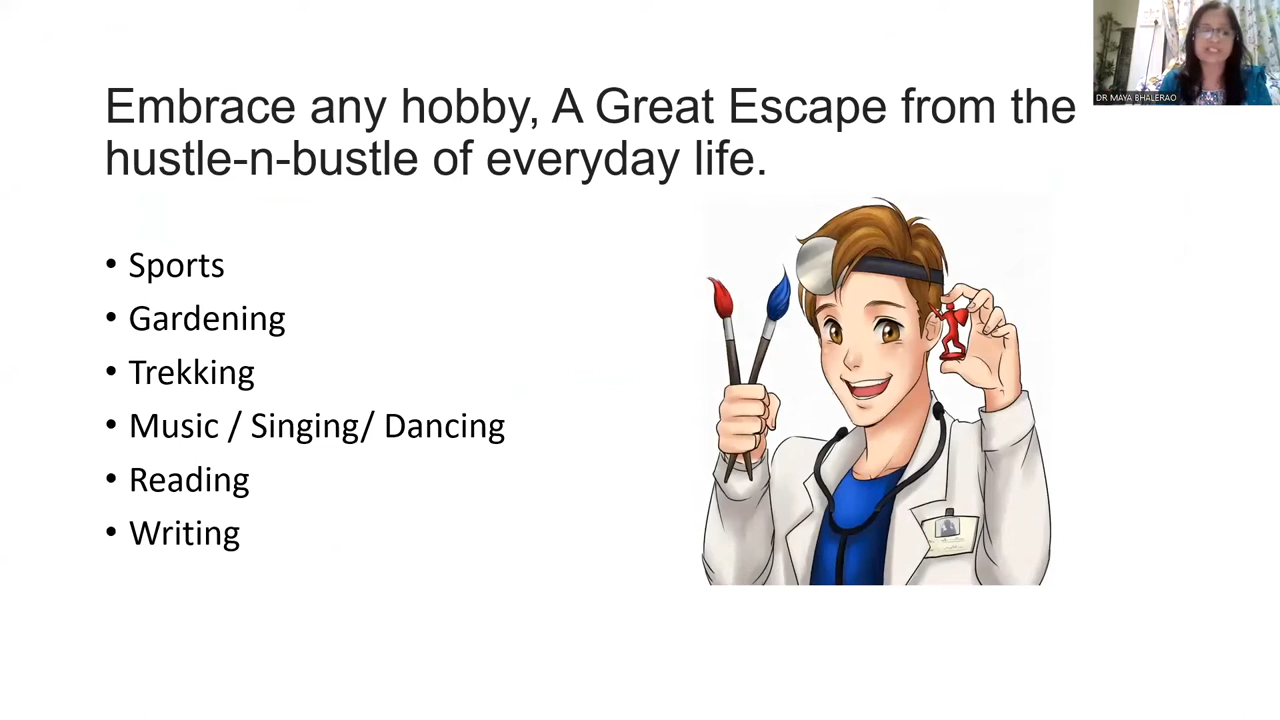 Embrace any hobby, A Great Escape from the
hustle-n-bustle of everyday life.
• Sports
• Gardening
• Trekking
• Music / Singing/ Dancing
• Reading
• Writing
DR MAYA BHALERAO